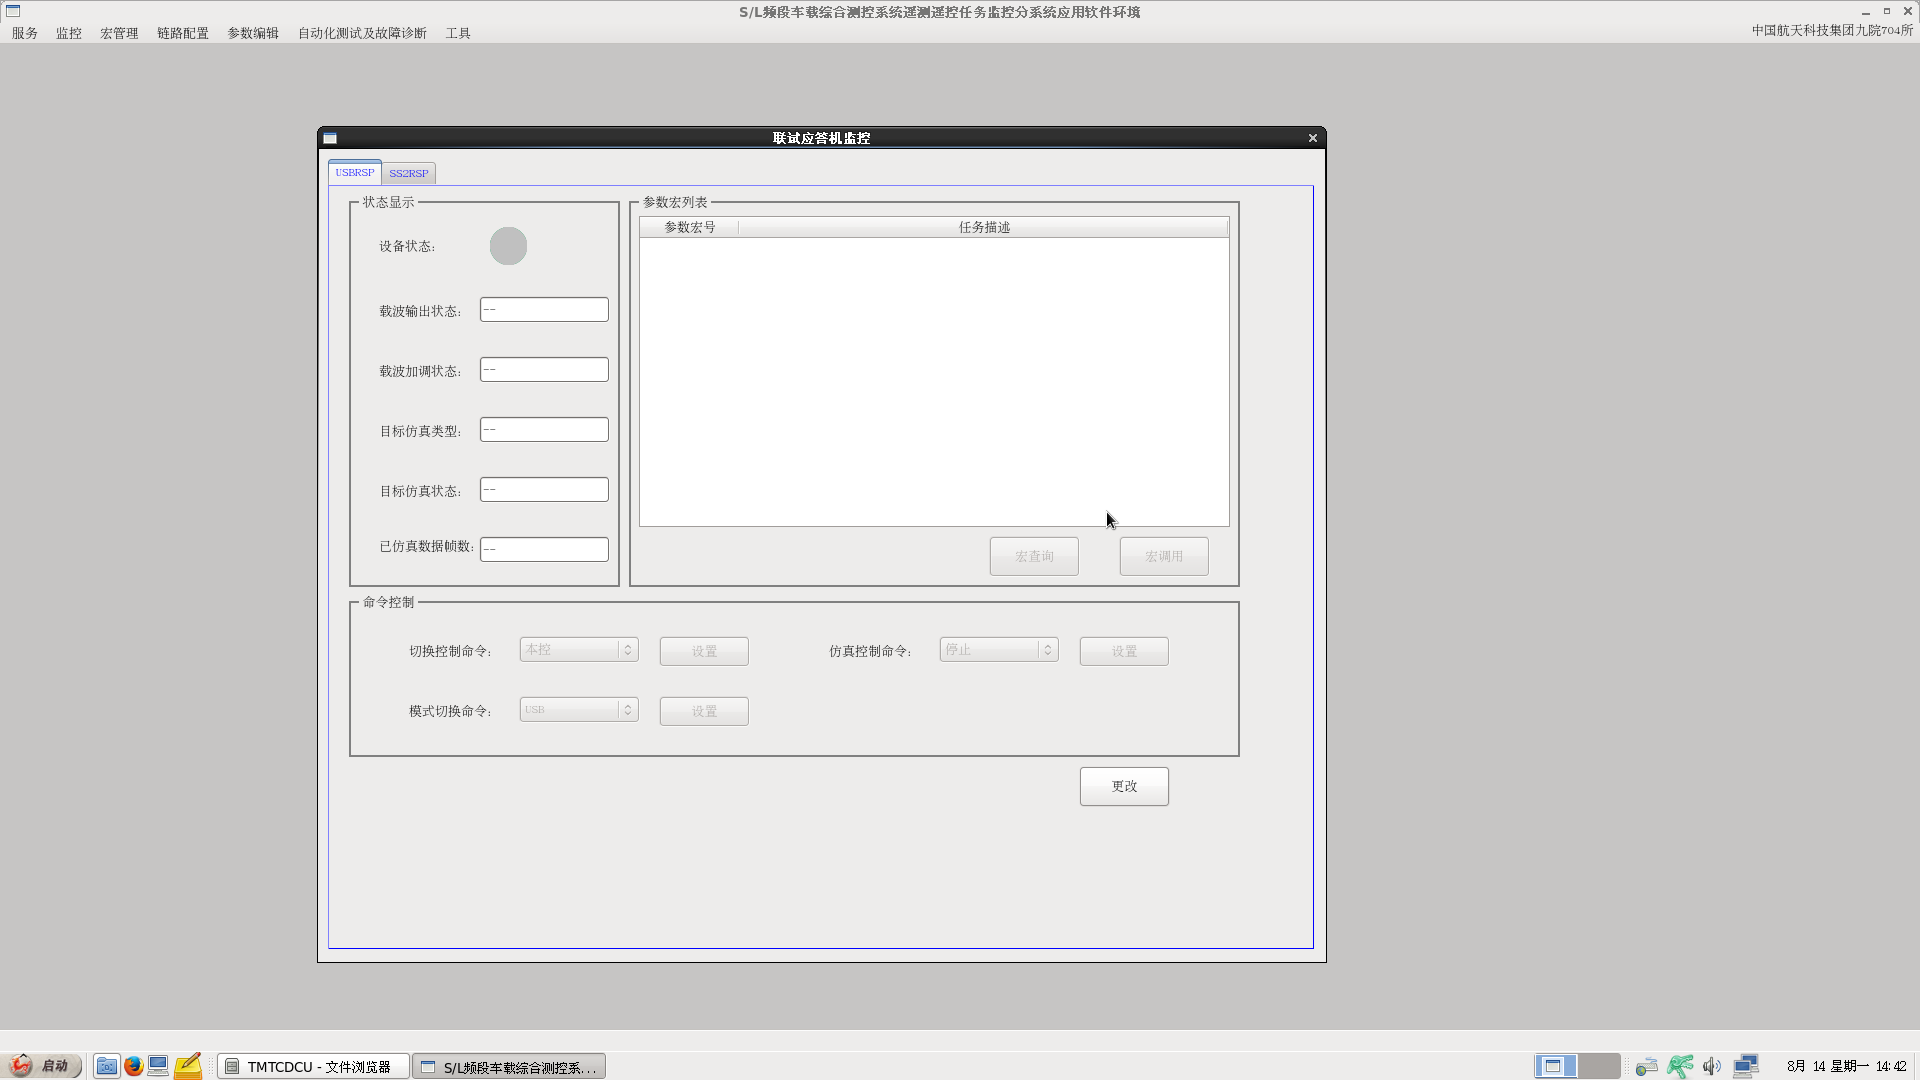 S/L频段车载综合测控系统遥测遥控任务监控分系统应用软件环境
服务 监控 宏管理 链路配置 参数编辑 自动化测试及故障诊断 工具
中国航天科技集团九院704所
联试应答机监控
USBRSP SS2RSP
状态显示
设备状态:
载波输出状态: --
载波加调状态: --
目标仿真类型: --
目标仿真状态: --
已仿真数据帧数: --
参数宏列表
参数宏号 任务描述
宏查询 宏调用
命令控制
切换控制命令: 本控 设置 仿真控制命令: 停止 设置
模式切换命令: USB 设置
更改
启动 TMTCDCU - 文件浏览器 S/L频段车载综合测控系... 8月 14 星期一 14:42